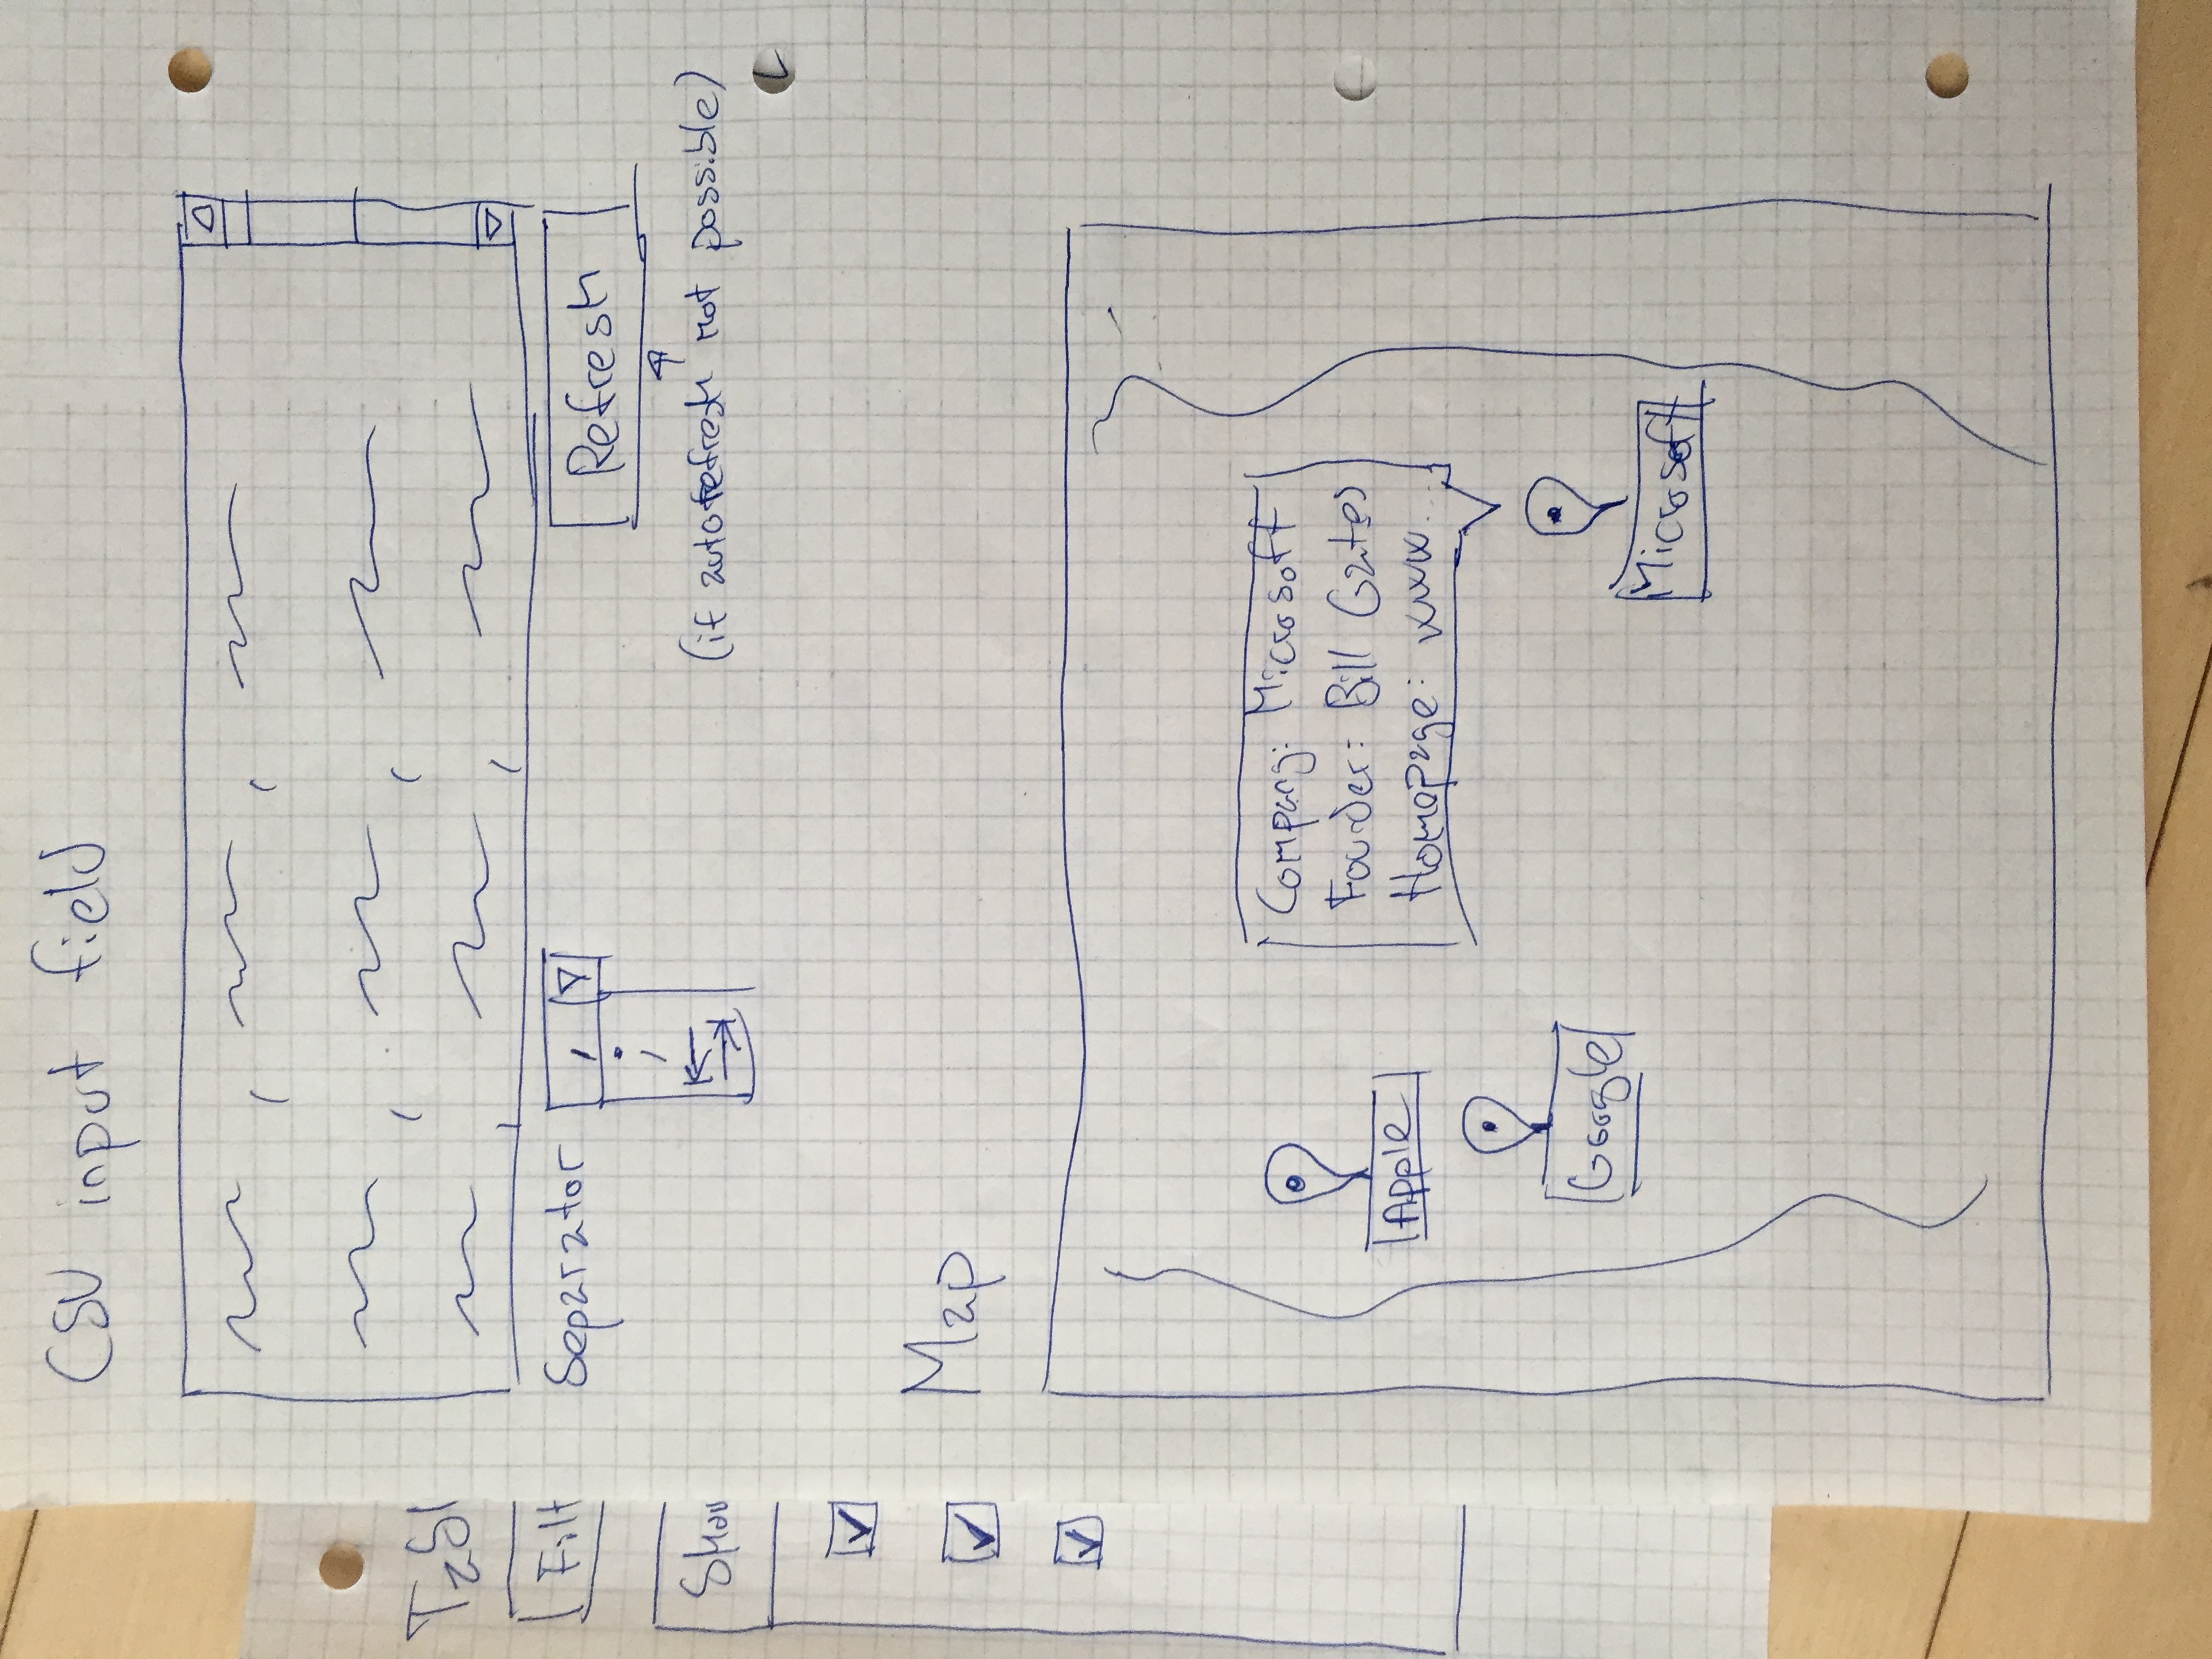 CSV input field
, ,
, ,
, ,
Separator , Refresh
;
(if autorefresh not possible)
Map
Company: Microsoft
Founder: Bill Gates
Homepage: www...
Apple
Google
Microsoft
Tabl
Filt
Show